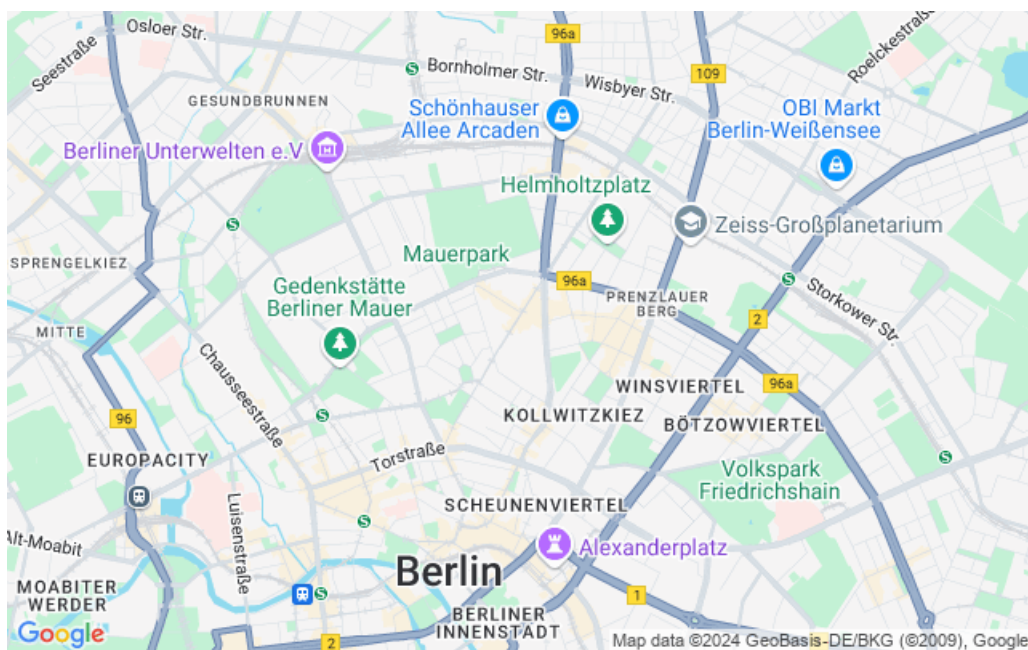 Osloer Str.
96a
Seestraße
Bornholmer Str.
Wisbyer Str.
109
Roelckestraße
GESUNDBRUNNEN
Schönhauser
Allee Arcaden
OBI Markt
Berlin-Weißensee
Berliner Unterwelten e.V
Helmholtzplatz
Zeiss-Großplanetarium
Mauerpark
SPRENGELKIEZ
Gedenkstätte
Berliner Mauer
96a
PRENZLAUER
BERG
Storkower Str.
MITTE
2
Chausseestraße
WINSVIERTEL
96a
96
KOLLWITZKIEZ
BÖTZOWVIERTEL
EUROPACITY
Torstraße
Volkspark
Friedrichshain
Luisenstraße
SCHEUNENVIERTEL
Alt-Moabit
Alexanderplatz
Berlin
MOABITER
WERDER
1
BERLINER
INNENSTADT
Google
2
Map data ©2024 GeoBasis-DE/BKG (©2009), Google
S
S
S
S
S
S
S